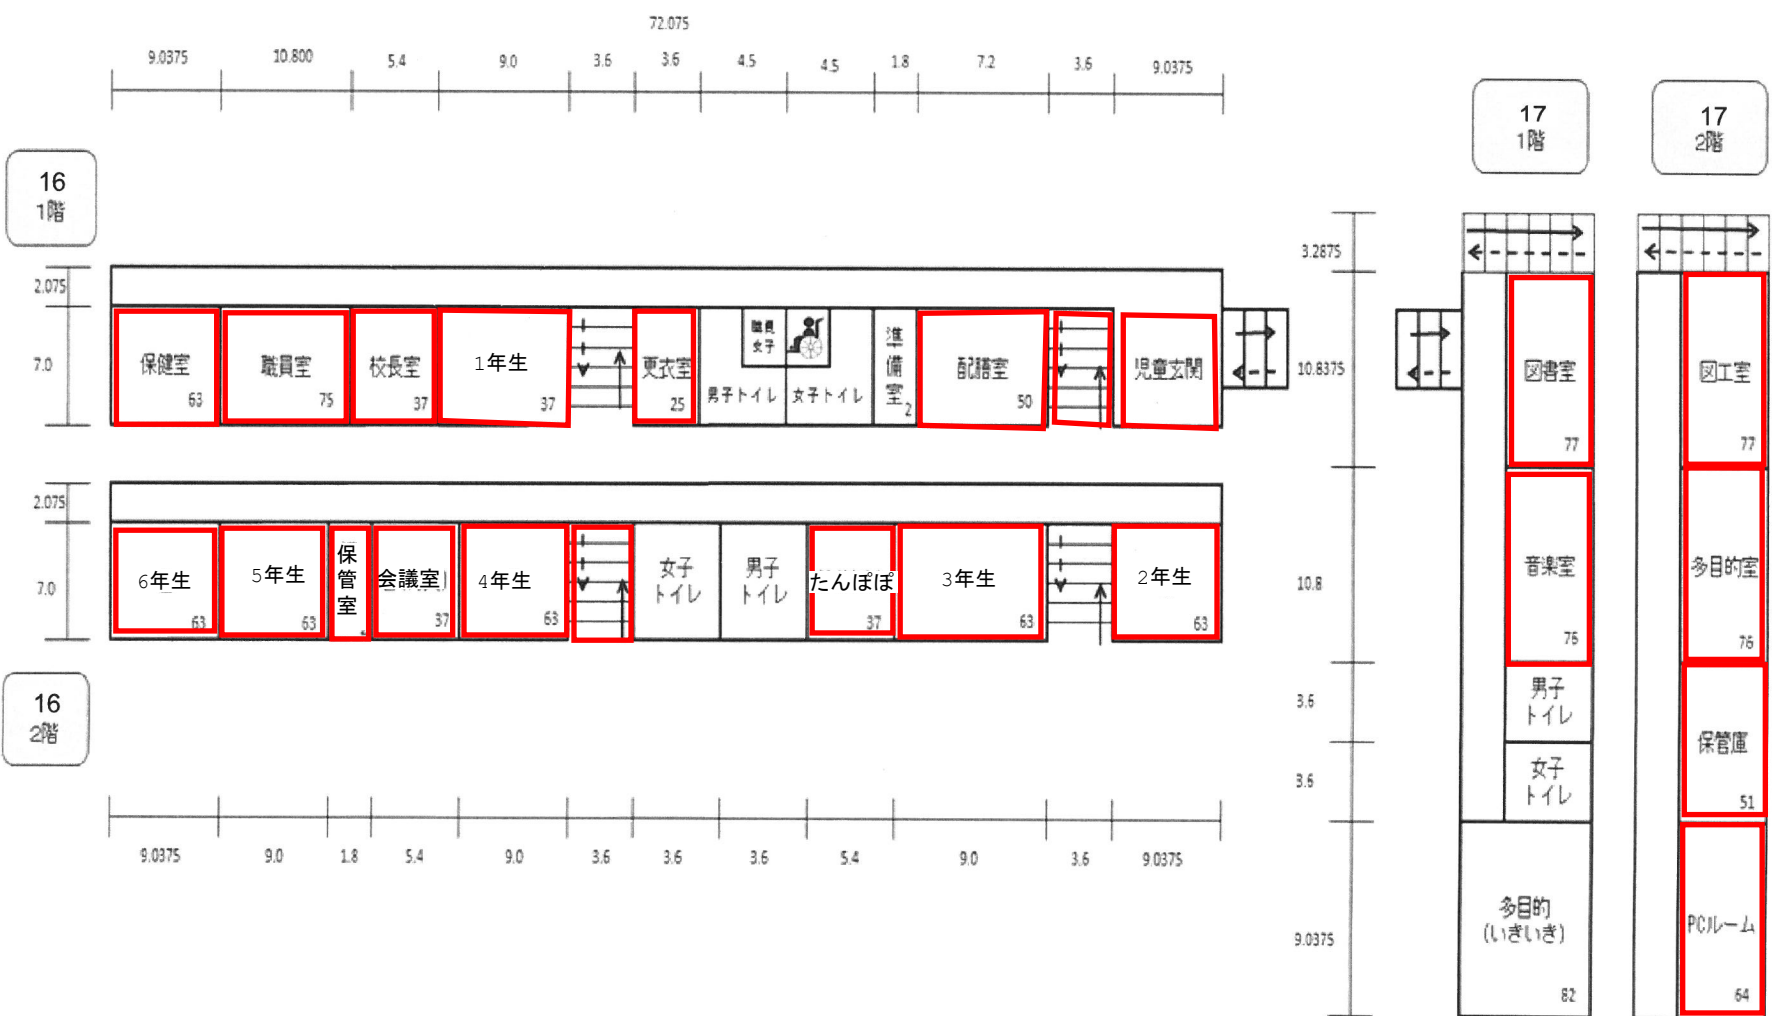 72.075
9.0375 10.800 5.4 9.0 3.6 3.6 4.5 4.5 1.8 7.2 3.6 9.0375
17
1階
17
2階
16
1階
2.075
7.0
保健室
63
職員室
75
校長室
37
1年生
37
更衣室
25
職員
女子
男子トイレ
女子トイレ
準備室
2
配膳室
50
児童玄関
2.075
7.0
6年生
63
5年生
63
保管室
会議室
37
4年生
63
女子
トイレ
男子
トイレ
たんぽぽ
37
3年生
63
2年生
63
16
2階
9.0375 9.0 1.8 5.4 9.0 3.6 3.6 3.6 5.4 9.0 3.6 9.0375
3.2875
10.8375
10.8
3.6
3.6
9.0375
図書室
77
音楽室
75
男子
トイレ
女子
トイレ
多目的
(いきいき)
82
図工室
77
多目的室
76
保管庫
51
PCルーム
64